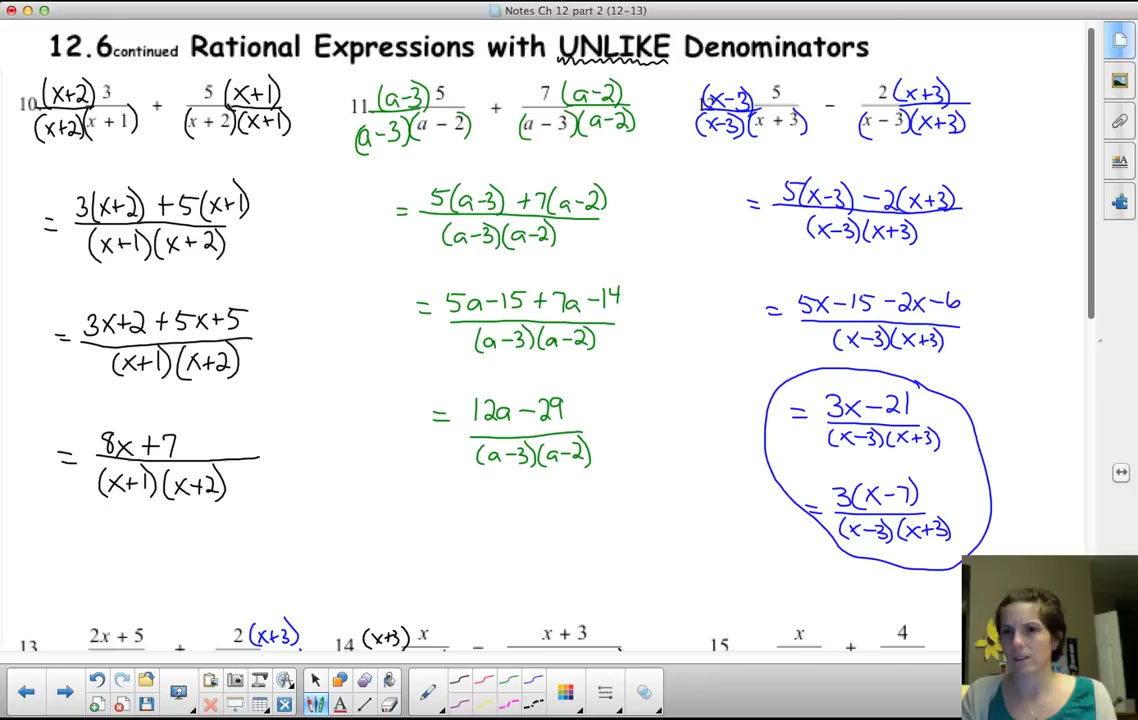 Notes Ch 12 part 2 (12-13)
12.6 continued Rational Expressions with UNLIKE Denominators
10 (x+2) 3 / (x+2)(x + 1) + 5 (x+1) / (x + 2)(x+1)
= 3(x+2) + 5(x+1) / (x+1)(x+2)
= 3x+2 + 5x+5 / (x+1)(x+2)
= 8x+7 / (x+1)(x+2)
11 (a-3) 5 / (a-3)(a - 2) + 7 (a-2) / (a - 3)(a-2)
= 5(a-3) + 7(a-2) / (a-3)(a-2)
= 5a-15 + 7a-14 / (a-3)(a-2)
= 12a-29 / (a-3)(a-2)
(x-3) 5 / (x-3)(x + 3) - 2 (x+3) / (x - 3)(x+3)
= 5(x-3) - 2(x+3) / (x-3)(x+3)
= 5x-15 -2x-6 / (x-3)(x+3)
= 3x-21 / (x-3)(x+3)
= 3(x-7) / (x-3)(x+3)
13 2x + 5 + 2 (x+3)
14 (x+3) x - x + 3
15. x + 4